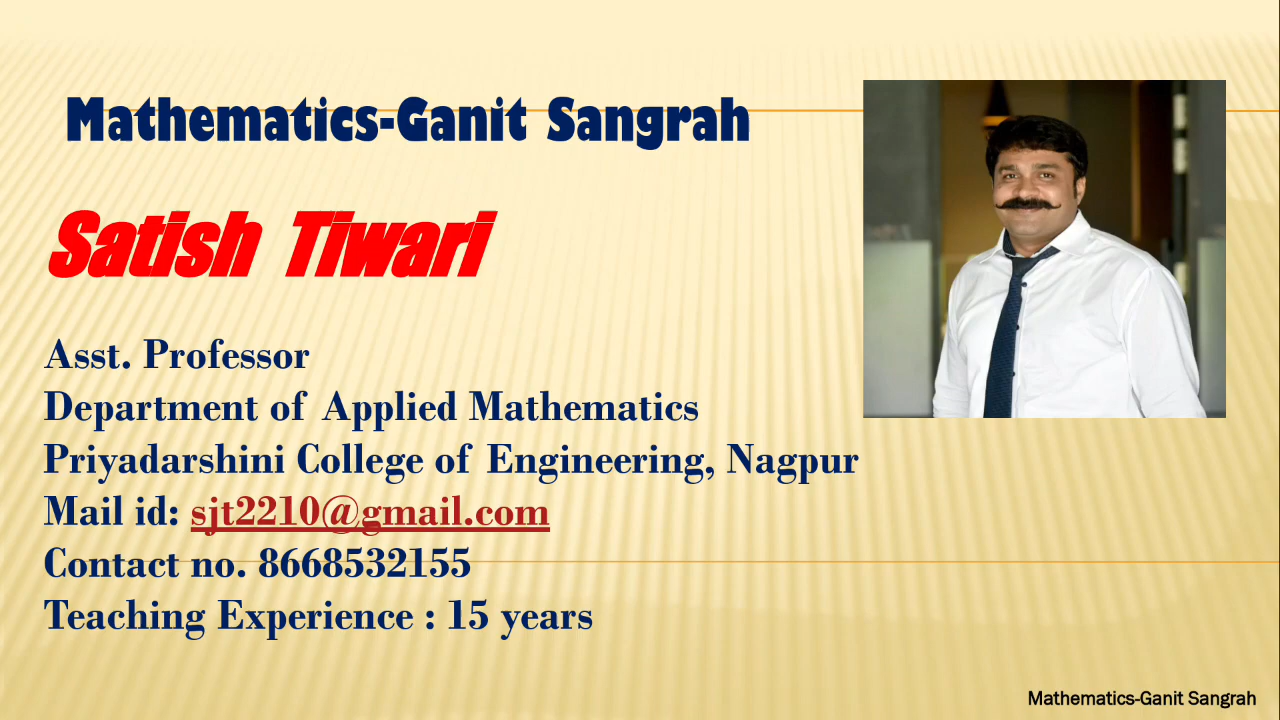 Mathematics-Ganit Sangrah
Satish Tiwari
Asst. Professor
Department of Applied Mathematics
Priyadarshini College of Engineering, Nagpur
Mail id: sjt2210@gmail.com
Contact no. 8668532155
Teaching Experience : 15 years
Mathematics-Ganit Sangrah